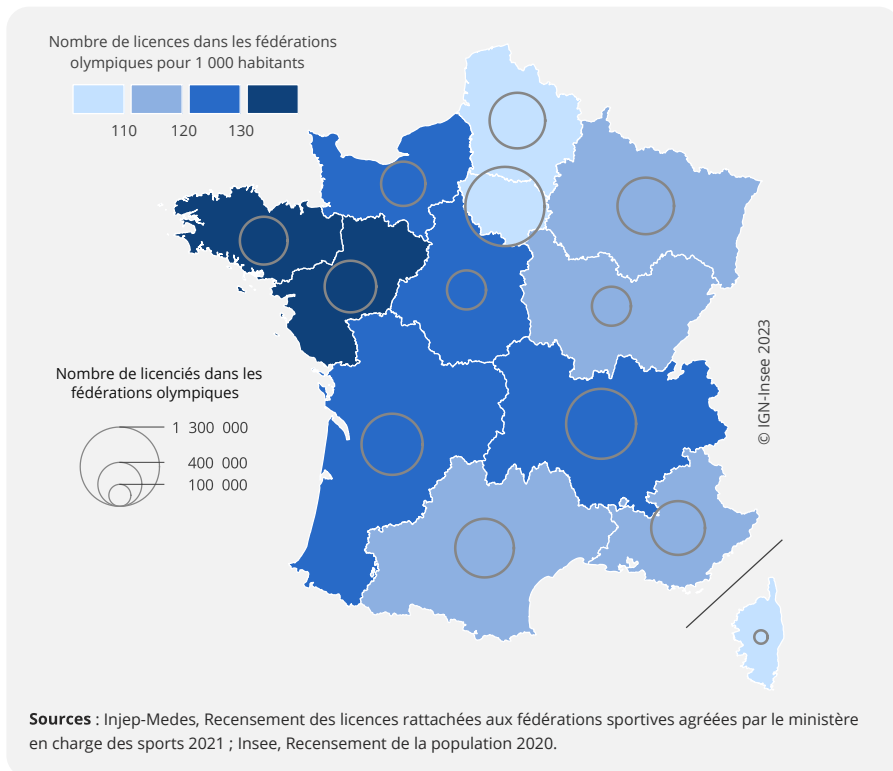 Nombre de licences dans les fédérations
olympiques pour 1 000 habitants
110 120 130
Nombre de licenciés dans les
fédérations olympiques
1 300 000
400 000
100 000
© IGN-Insee 2023
Sources : Injep-Medes, Recensement des licences rattachées aux fédérations sportives agréées par le ministère
en charge des sports 2021 ; Insee, Recensement de la population 2020.